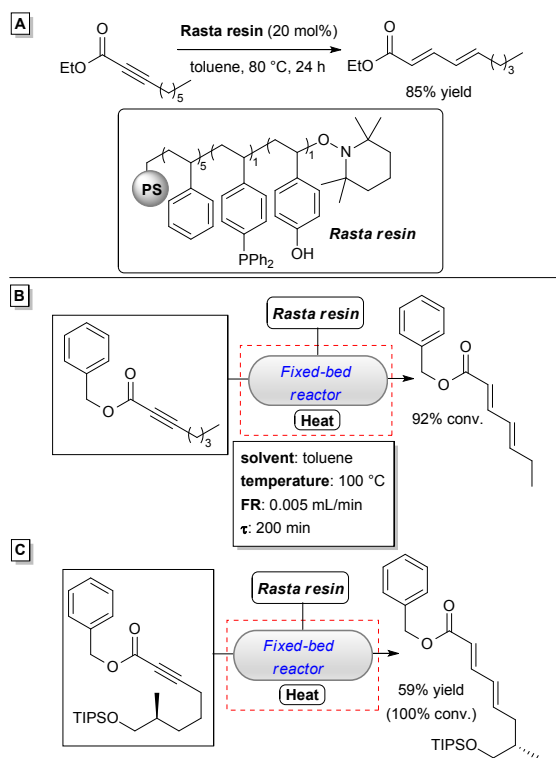 A
Rasta resin (20 mol%)
toluene, 80 °C, 24 h
O
EtO
( )5
O
EtO
( )3
85% yield
( )5 ( )1 ( )1 O
N
PS
PPh2
OH
Rasta resin
B
Rasta resin
O
O
( )3
Fixed-bed
reactor
Heat
O
O
92% conv.
solvent: toluene
temperature: 100 °C
FR: 0.005 mL/min
τ: 200 min
C
Rasta resin
O
O
TIPSO
Fixed-bed
reactor
Heat
O
O
59% yield
(100% conv.)
TIPSO